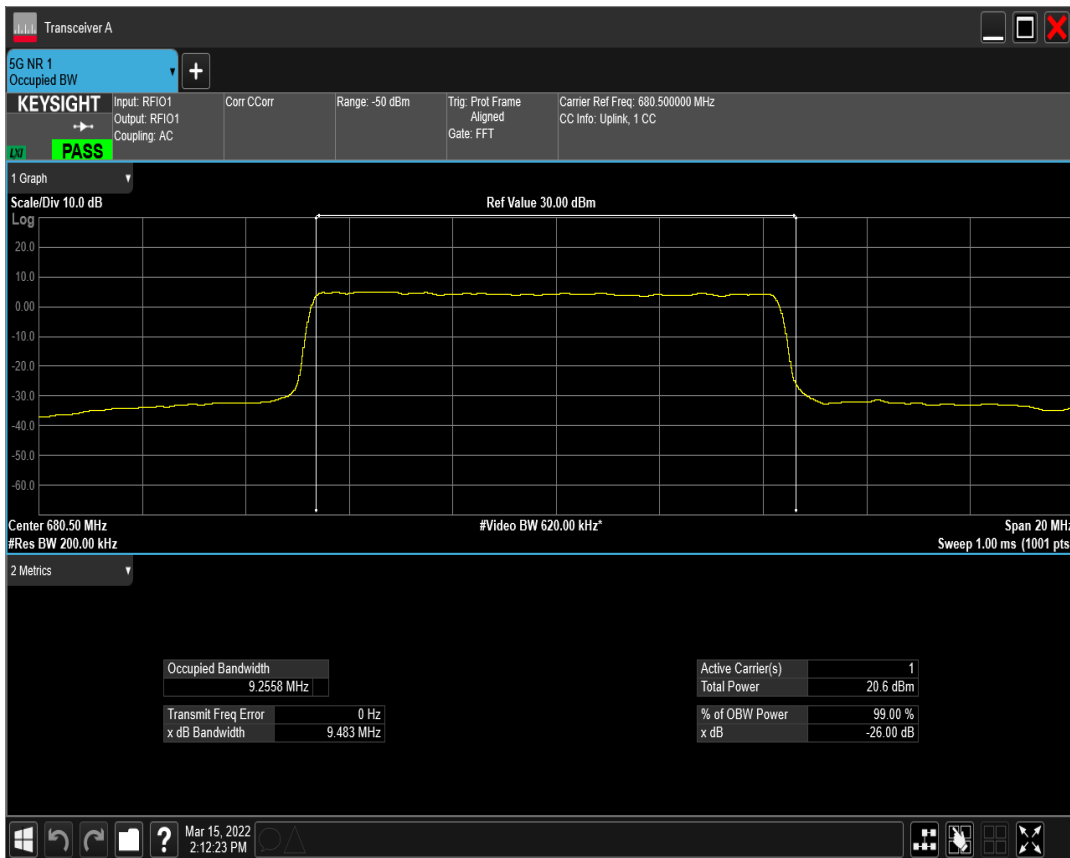 Transceiver A
5G NR 1
Occupied BW
KEYSIGHT
LXI
PASS
Input: RFIO1
Output: RFIO1
Coupling: AC
Corr CCorr
Range: -50 dBm
Trig: Prot Frame
Aligned
Gate: FFT
Carrier Ref Freq: 680.500000 MHz
CC Info: Uplink, 1 CC
1 Graph
Scale/Div 10.0 dB
Ref Value 30.00 dBm
Log
20.0
10.0
0.00
-10.0
-20.0
-30.0
-40.0
-50.0
-60.0
Center 680.50 MHz
#Video BW 620.00 kHz*
Span 20 MHz
#Res BW 200.00 kHz
Sweep 1.00 ms (1001 pts
2 Metrics
Occupied Bandwidth
9.2558 MHz
Transmit Freq Error 0 Hz
x dB Bandwidth 9.483 MHz
Active Carrier(s) 1
Total Power 20.6 dBm
% of OBW Power 99.00 %
x dB -26.00 dB
Mar 15, 2022
2:12:23 PM